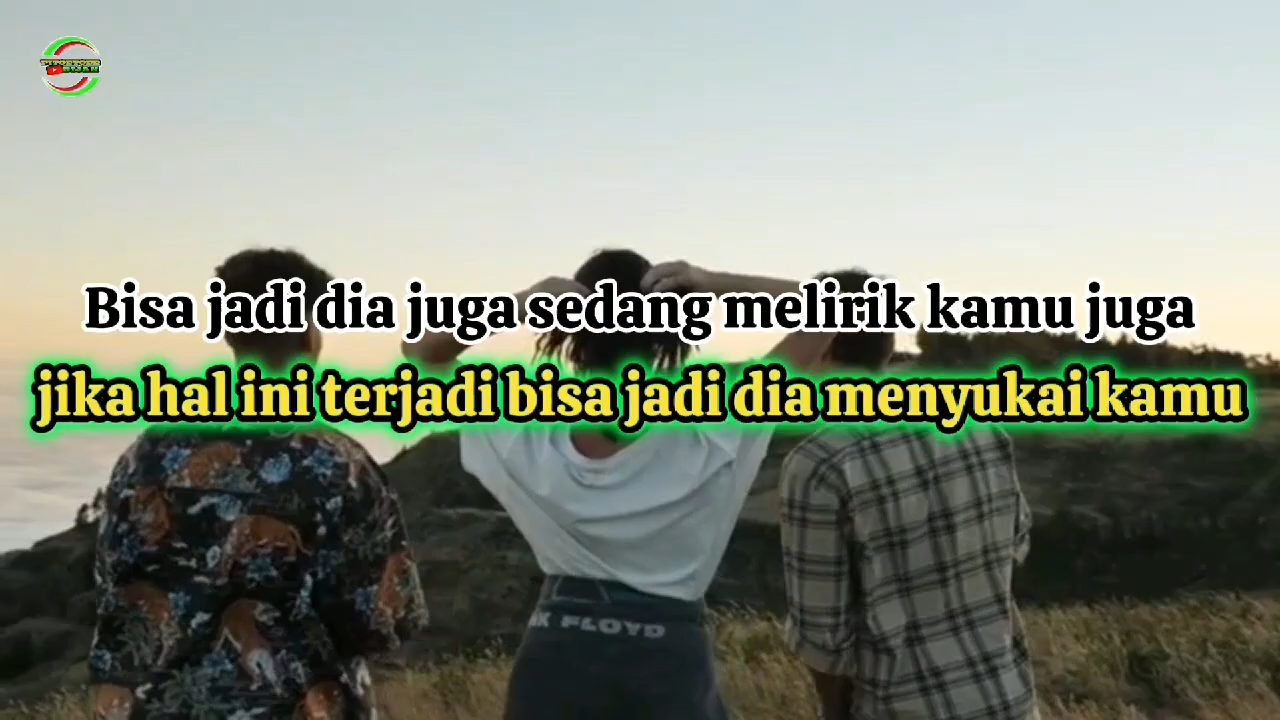 Bisa jadi dia juga sedang melirik kamu juga
jika hal ini terjadi bisa jadi dia menyukai kamu
K FLOYD